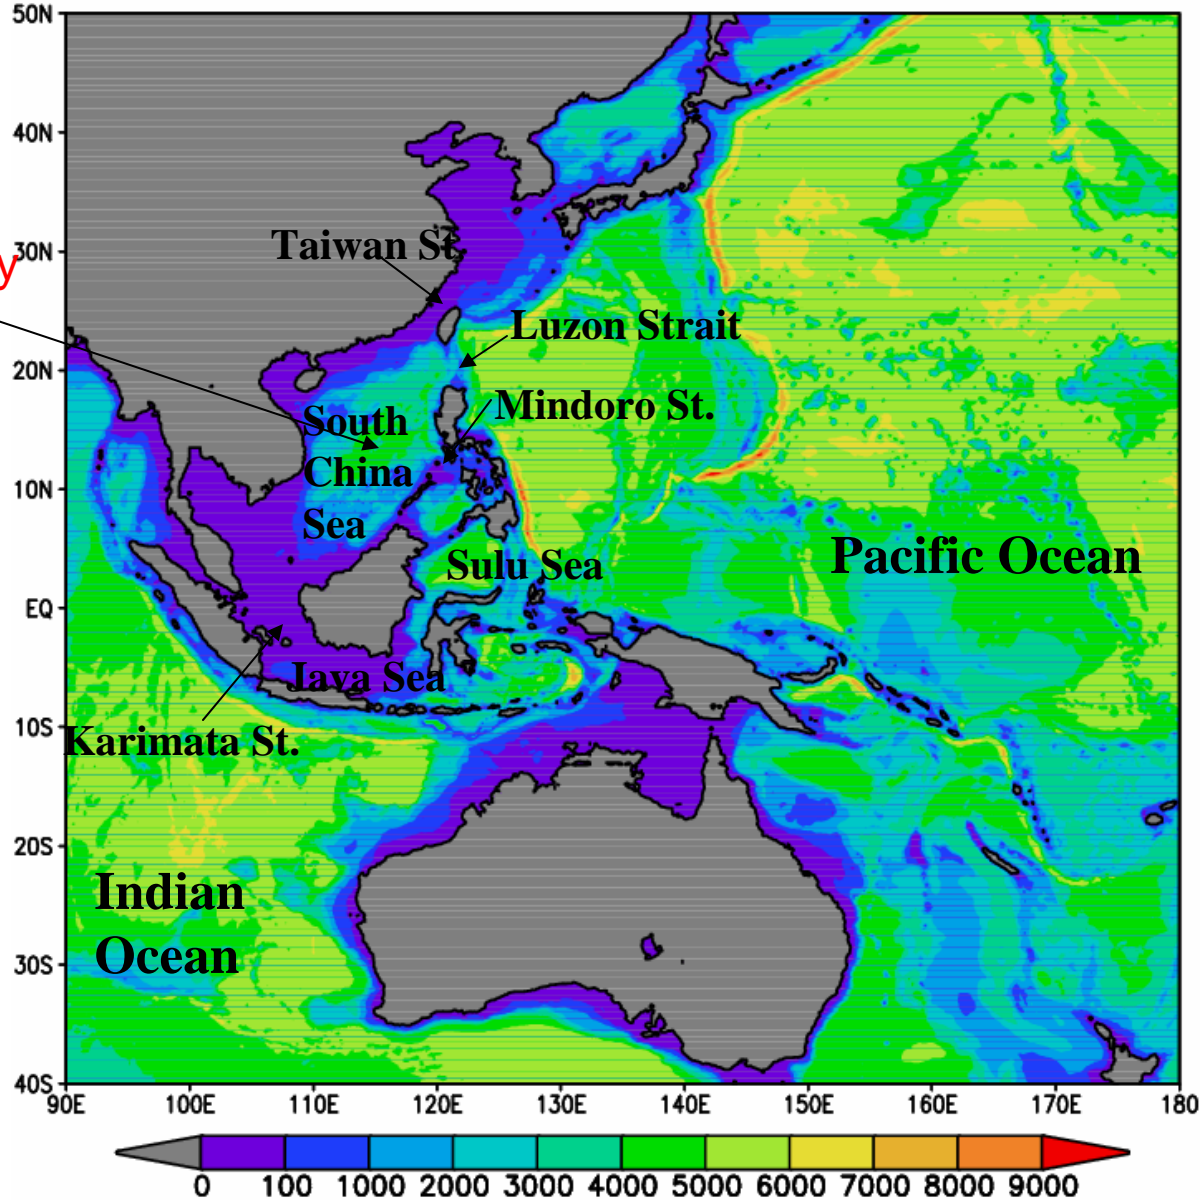 50N
40N
Taiwan St
30N
y
Luzon Strait
20N
Mindoro St.
South
China
Sea
10N
Pacific Ocean
Sulu Sea
EQ
Java Sea
10S
Karimata St.
20S
Indian
Ocean
30S
40S
90E 100E 110E 120E 130E 140E 150E 160E 170E 180
0 100 1000 2000 3000 4000 5000 6000 7000 8000 9000